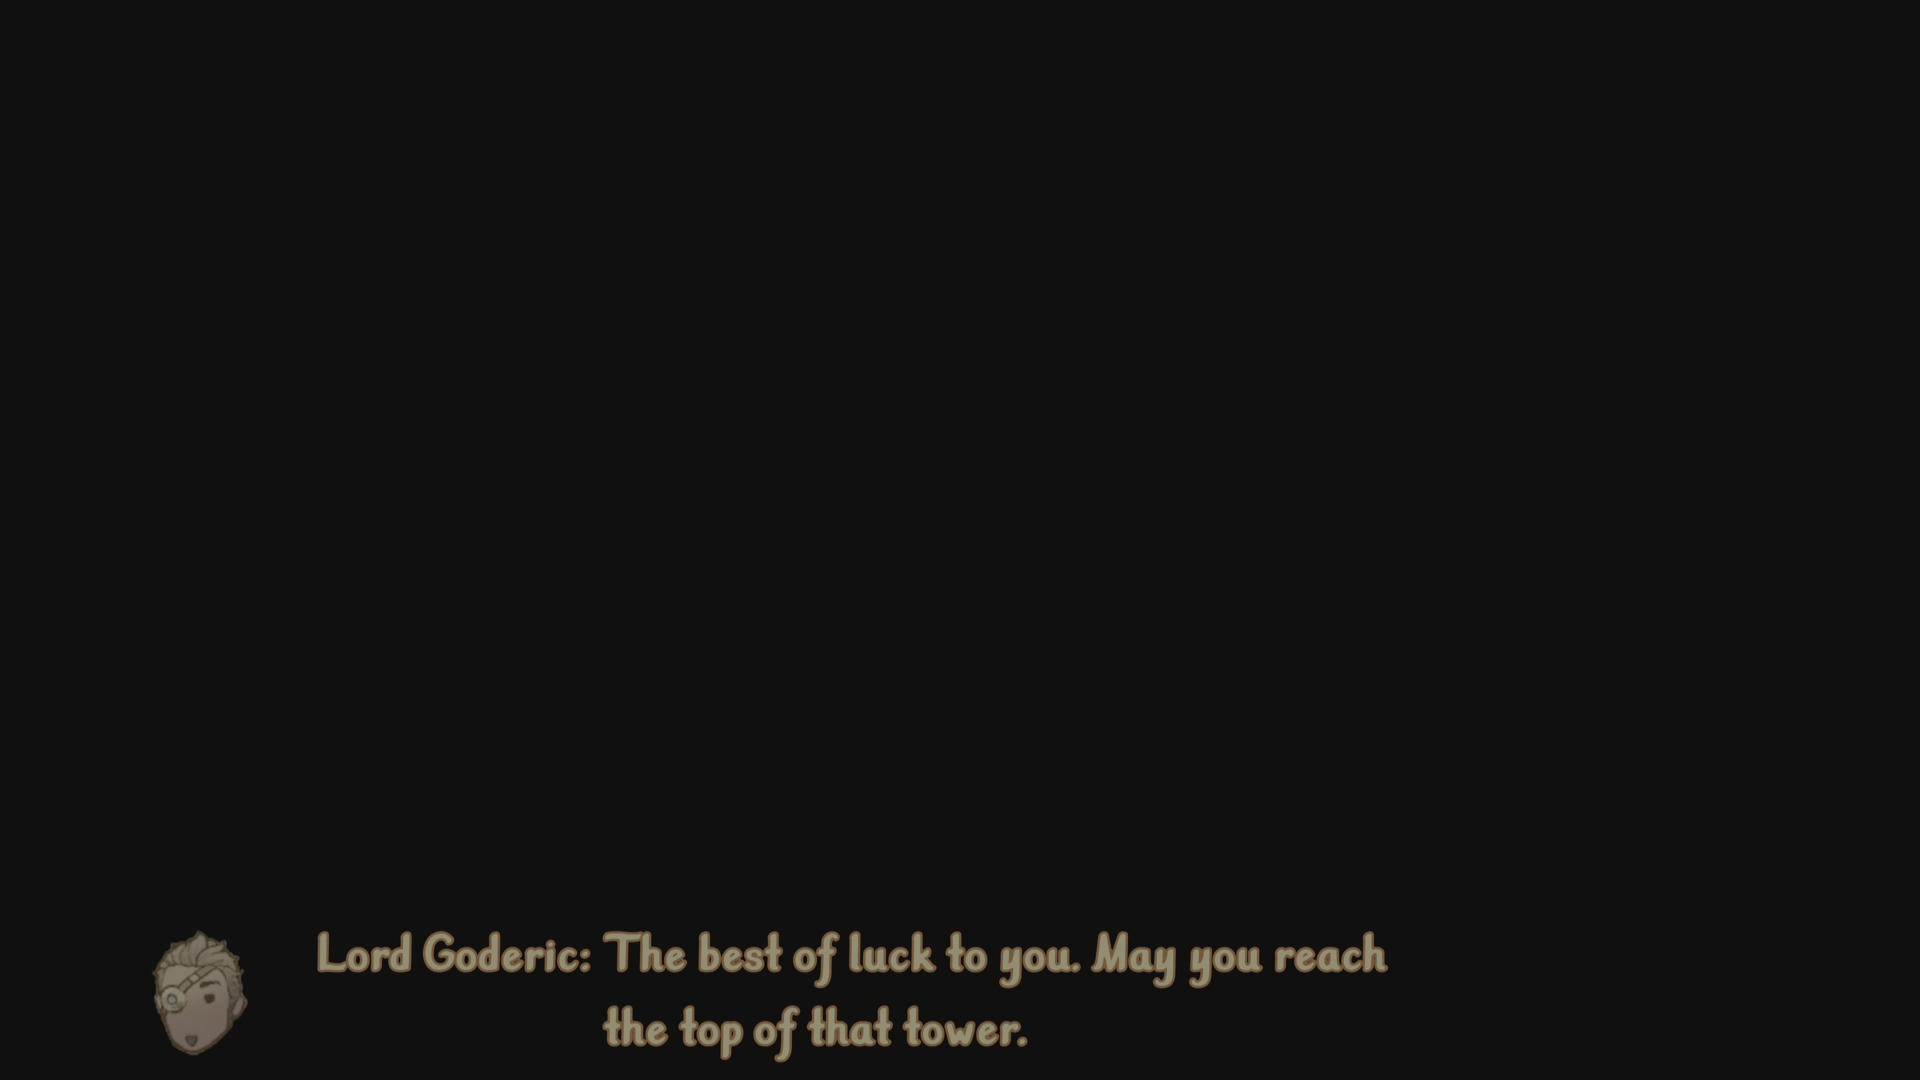 Lord Goderic: The best of luck to you. May you reach
the top of that tower.